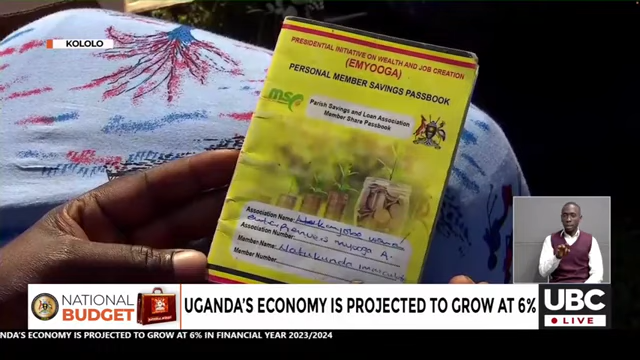 KOLOLO
PRESIDENTIAL INITIATIVE ON WEALTH AND JOB CREATION
(EMYOOGA)
PERSONAL MEMBER SAVINGS PASSBOOK
msc
Parish Savings and Loan Association
Member Share Passbook
Association Name:
Association Number:
Member Name:
Member Number
NATIONAL
BUDGET
UGANDA'S ECONOMY IS PROJECTED TO GROW AT 6%
UBC
LIVE
NDA'S ECONOMY IS PROJECTED TO GROW AT 6% IN FINANCIAL YEAR 2023/2024